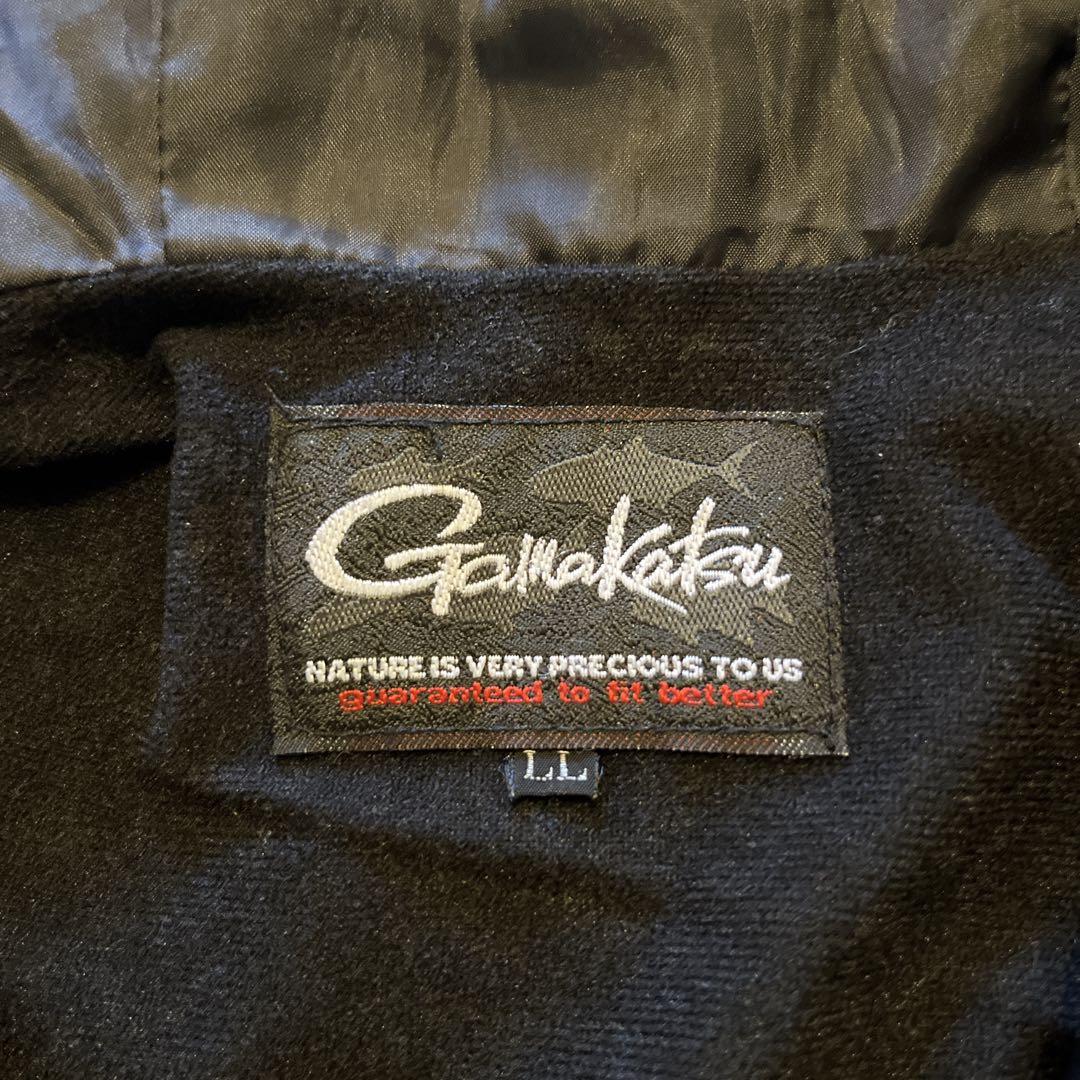 Gamakatsu
NATURE IS VERY PRECIOUS TO US
guaranteed to fit better
LL